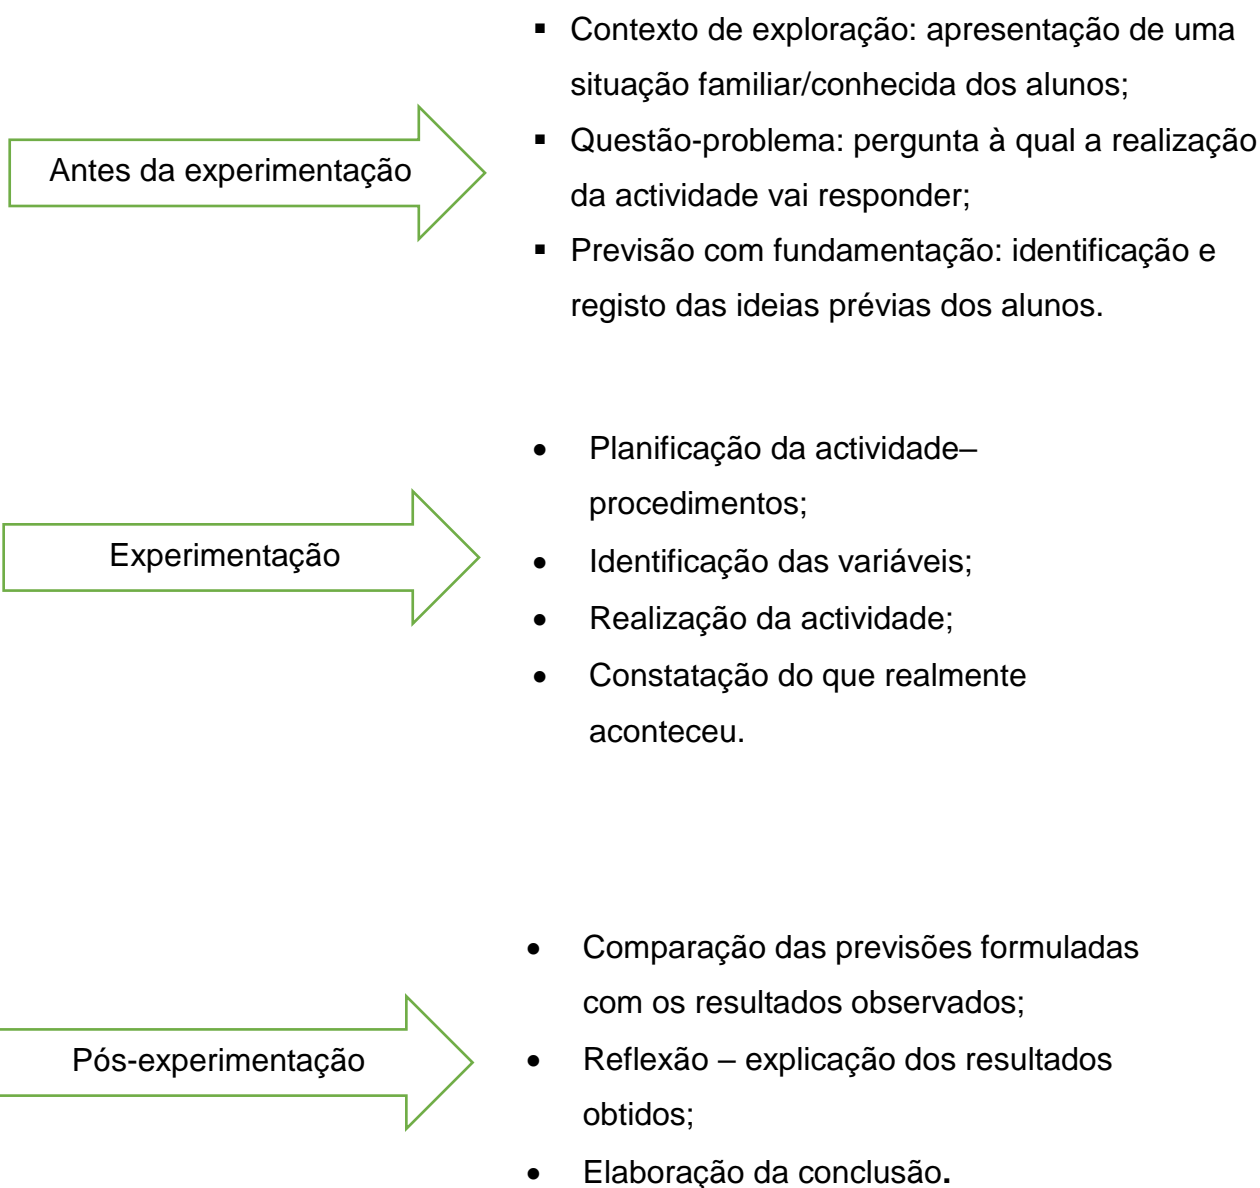 Antes da experimentação
▪ Contexto de exploração: apresentação de uma
situação familiar/conhecida dos alunos;
▪ Questão-problema: pergunta à qual a realização
da actividade vai responder;
▪ Previsão com fundamentação: identificação e
registo das ideias prévias dos alunos.
Experimentação
• Planificação da actividade–
procedimentos;
• Identificação das variáveis;
• Realização da actividade;
• Constatação do que realmente
aconteceu.
Pós-experimentação
• Comparação das previsões formuladas
com os resultados observados;
• Reflexão – explicação dos resultados
obtidos;
• Elaboração da conclusão.